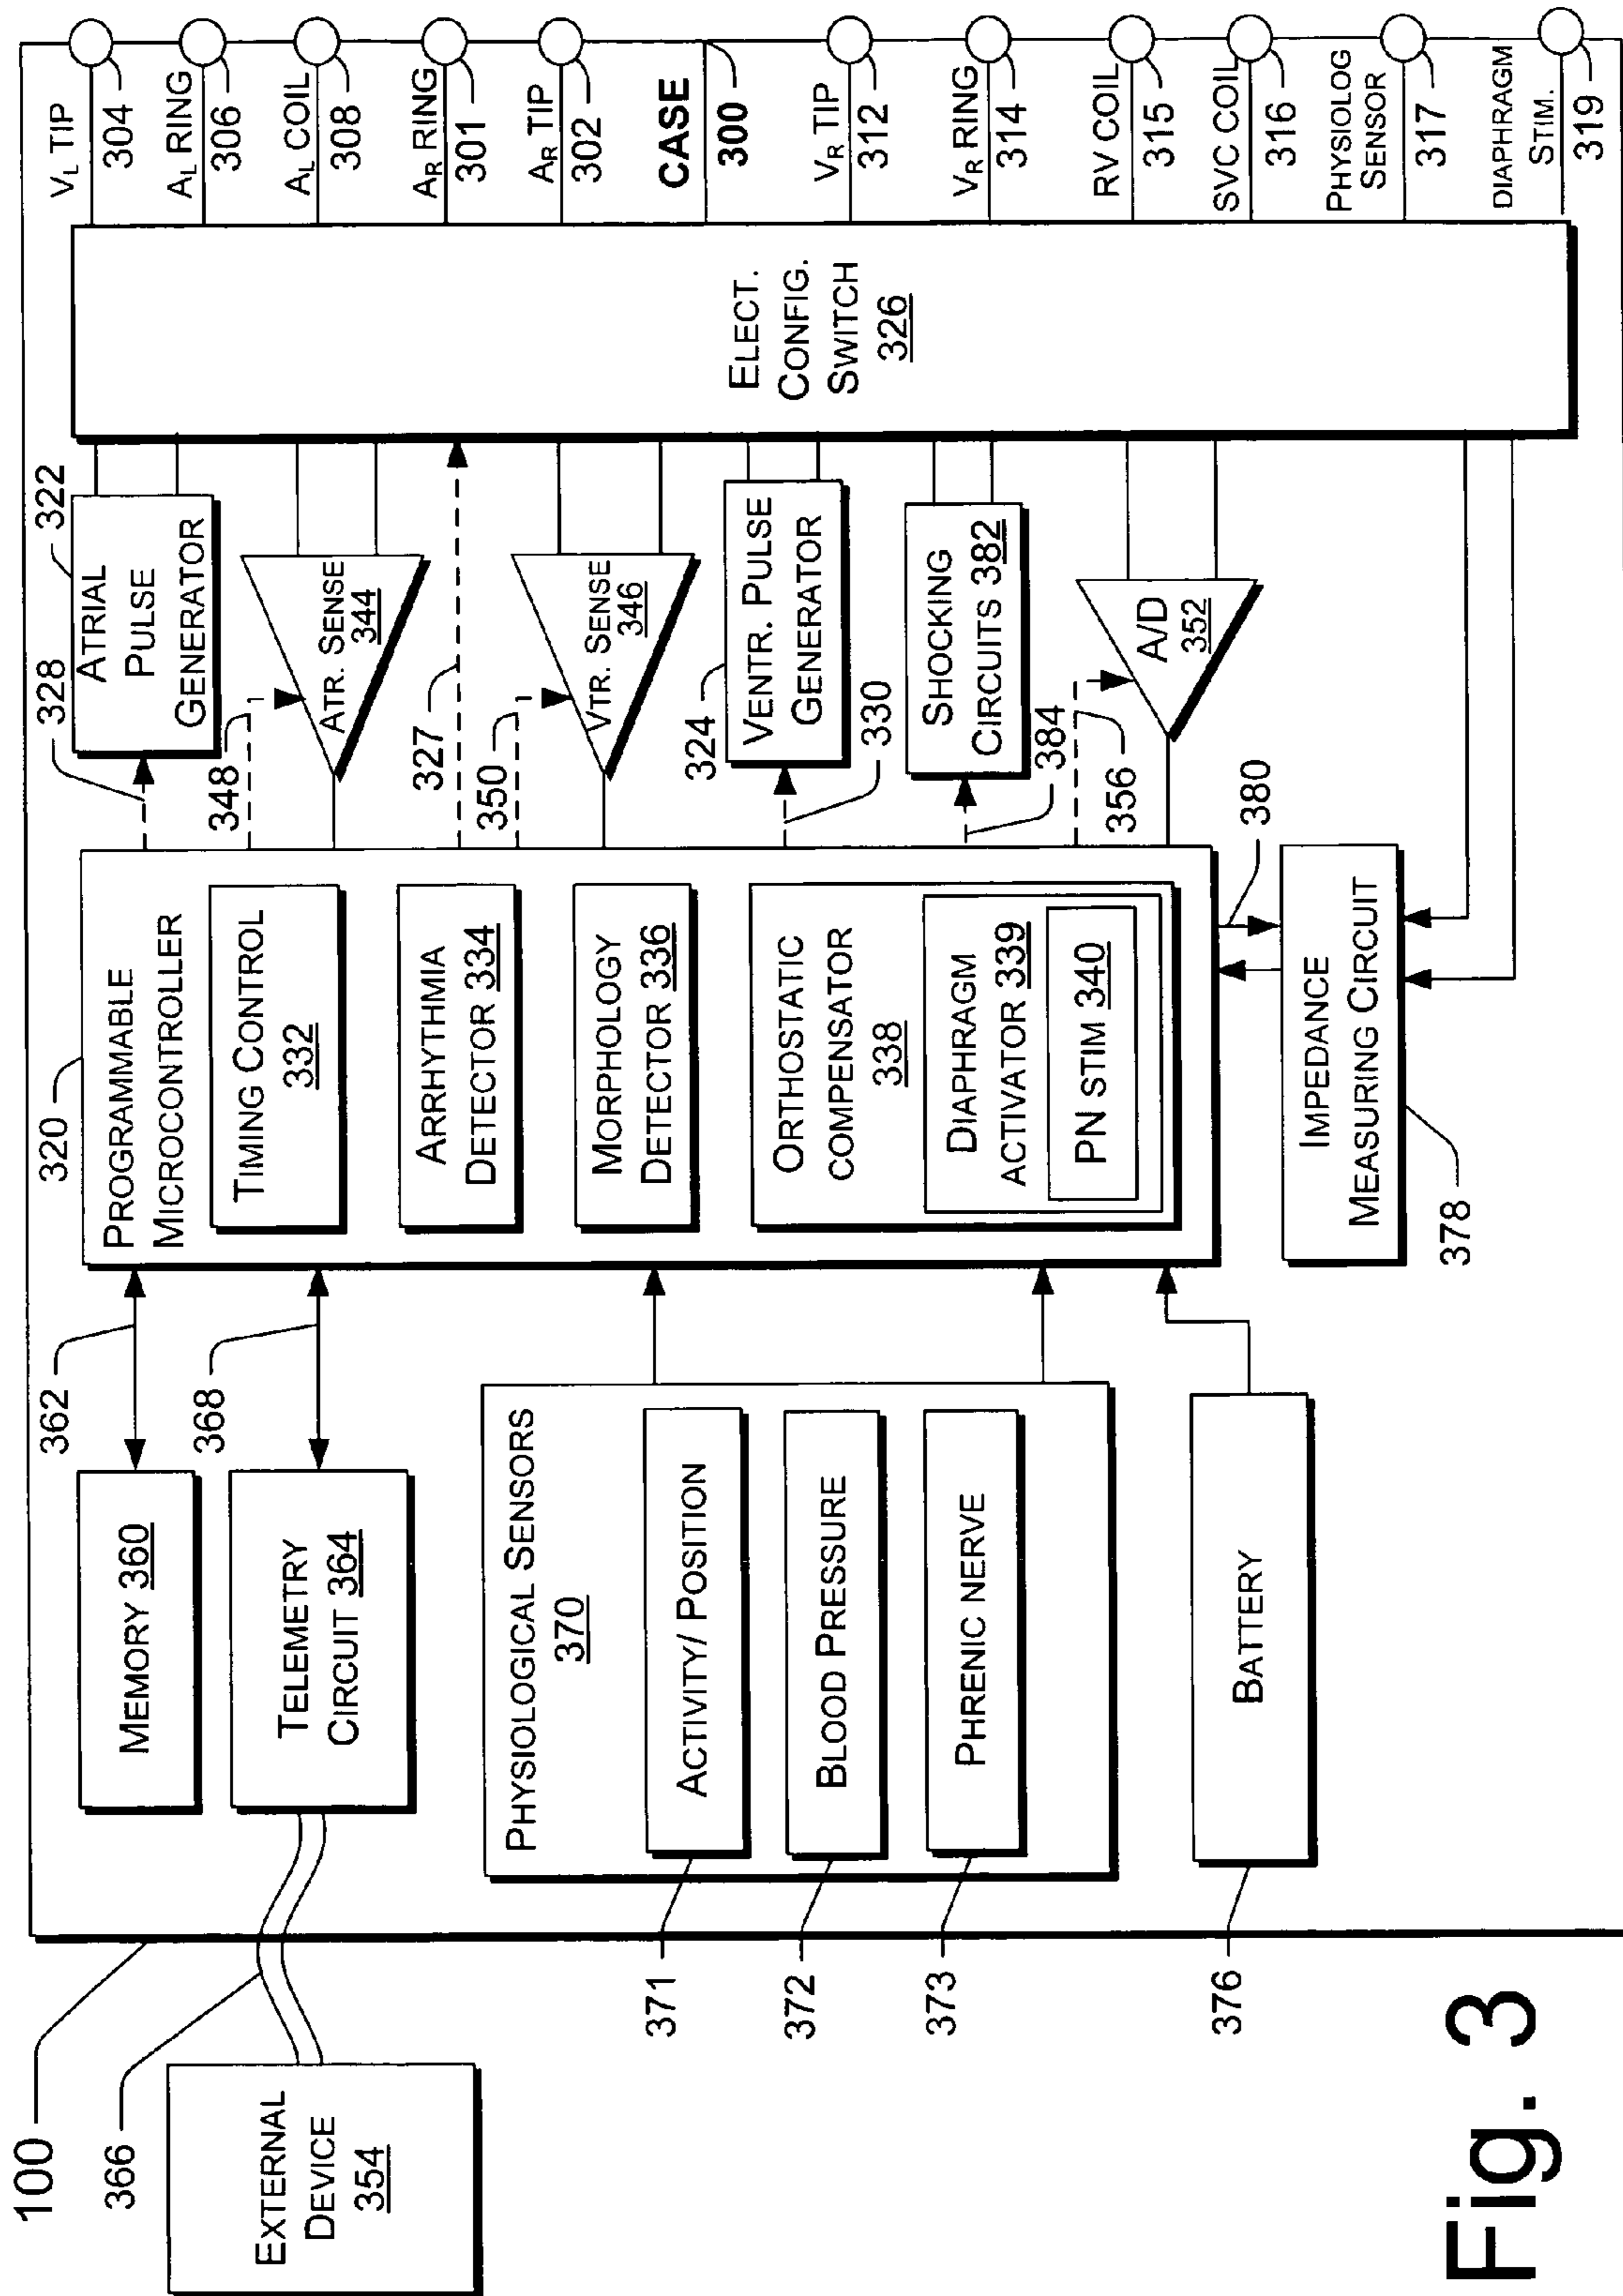 100
366
EXTERNAL
DEVICE
354
MEMORY 360
362
TELEMETRY
CIRCUIT 364
368
PHYSIOLOGICAL SENSORS
370
ACTIVITY/ POSITION
371
BLOOD PRESSURE
372
PHRENIC NERVE
373
BATTERY
376
320
PROGRAMMABLE
MICROCONTROLLER
TIMING CONTROL
332
ARRHYTHMIA
DETECTOR 334
MORPHOLOGY
DETECTOR 336
ORTHOSTATIC
COMPENSATOR
338
DIAPHRAGM
ACTIVATOR 339
PN STIM 340
IMPEDANCE
MEASURING CIRCUIT
378
380
328
322
ATRIAL
PULSE
GENERATOR
348
ATR. SENSE
344
327
350
VTR. SENSE
346
324
VENTR. PULSE
GENERATOR
330
SHOCKING
CIRCUITS 382
384
356
A/D
352
ELECT.
CONFIG.
SWITCH
326
VL TIP
304
AL RING
306
AL COIL
308
AR RING
301
AR TIP
302
CASE
300
VR TIP
312
VR RING
314
RV COIL
315
SVC COIL
316
PHYSIOLOG
SENSOR
317
DIAPHRAGM
STIM.
319
Fig. 3